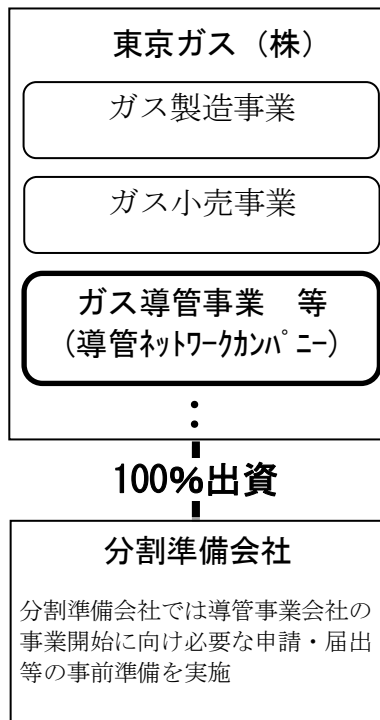 東京ガス（株）
ガス製造事業
ガス小売事業
ガス導管事業　等
（導管ﾈｯﾄﾜｰｸｶﾝﾊﾟﾆｰ）
：
100%出資
分割準備会社
分割準備会社では導管事業会社の
事業開始に向け必要な申請・届出
等の事前準備を実施